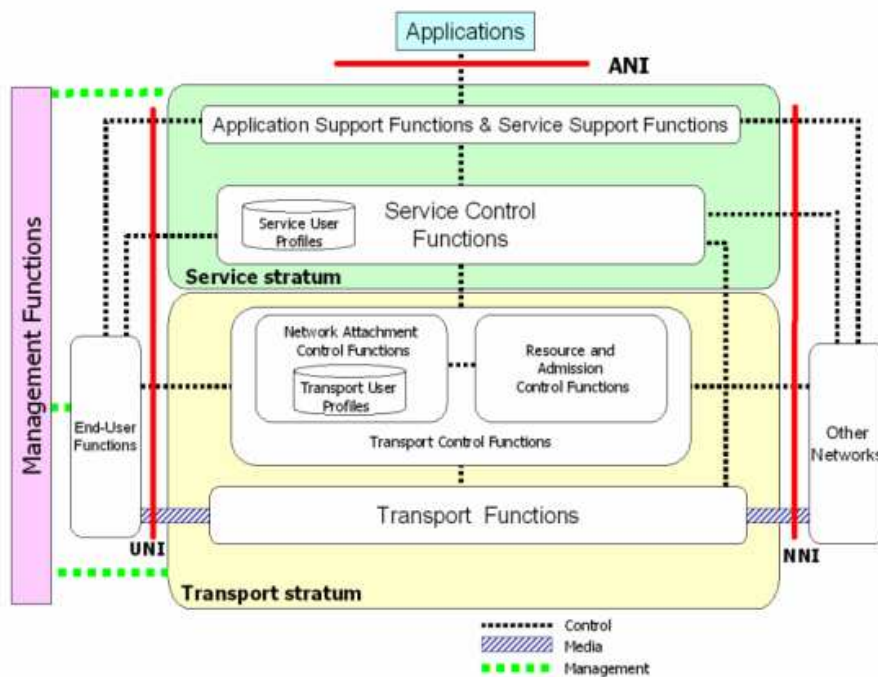 Applications
ANI
Application Support Functions & Service Support Functions
Service User
Profiles
Service Control
Functions
Service stratum
Management Functions
Network Attachment
Control Functions
Transport User
Profiles
Resource and
Admission
Control Functions
Transport Control Functions
End-User
Functions
Other
Networks
Transport Functions
UNI
NNI
Transport stratum
Control
Media
Management